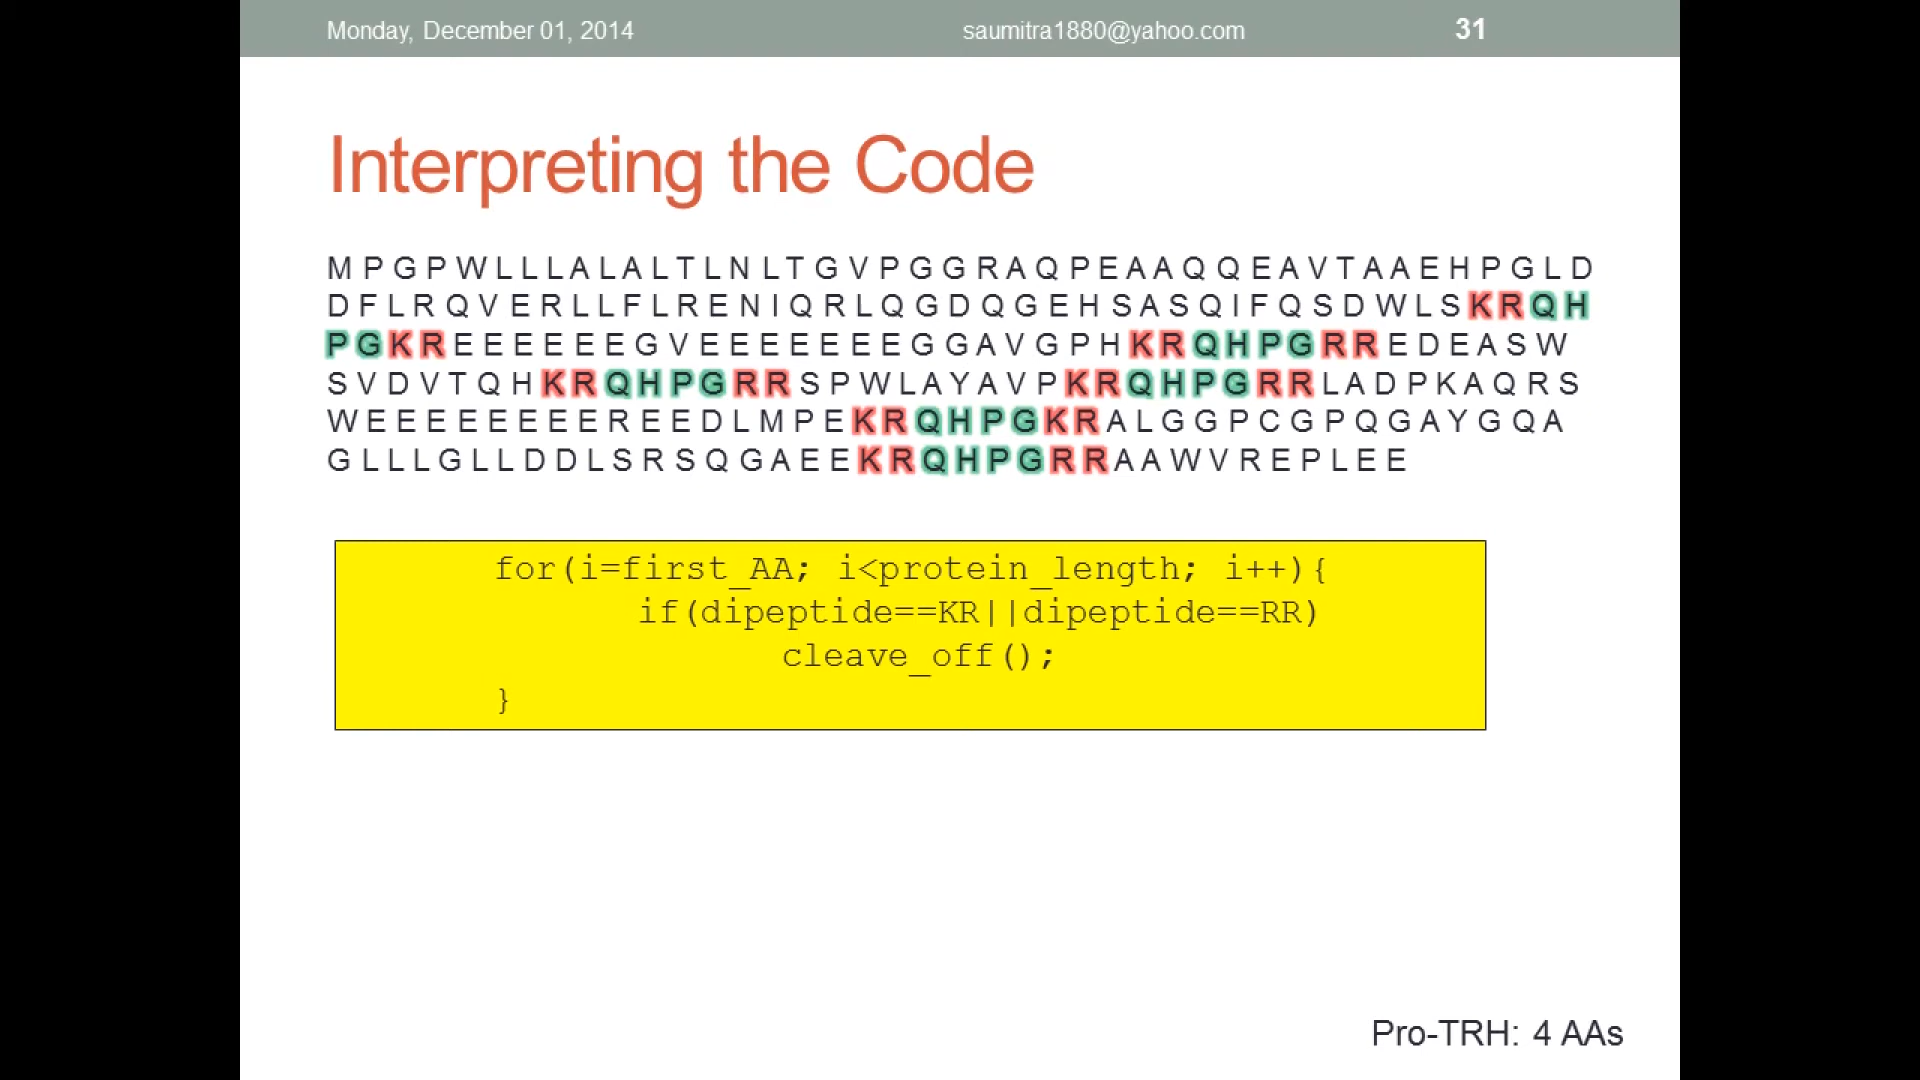 Monday, December 01, 2014 saumitra1880@yahoo.com 31
Interpreting the Code
M P G P W L L L A L A L T L N L T G V P G G R A Q P E A A Q Q E A V T A A E H P G L D
D F L R Q V E R L L F L R E N I Q R L Q G D Q G E H S A S Q I F Q S D W L S K R Q H
P G K R E E E E E E G V E E E E E E E G G A V G P H K R Q H P G R R E D E A S W
S V D V T Q H K R Q H P G R R S P W L A Y A V P K R Q H P G R R L A D P K A Q R S
W E E E E E E E E R E E D L M P E K R Q H P G K R A L G G P C G P Q G A Y G Q A
G L L L G L L D D L S R S Q G A E E K R Q H P G R R A A W V R E P L E E
for(i=first_AA; i<protein_length; i++){
if(dipeptide==KR||dipeptide==RR)
cleave_off();
}
Pro-TRH: 4 AAs